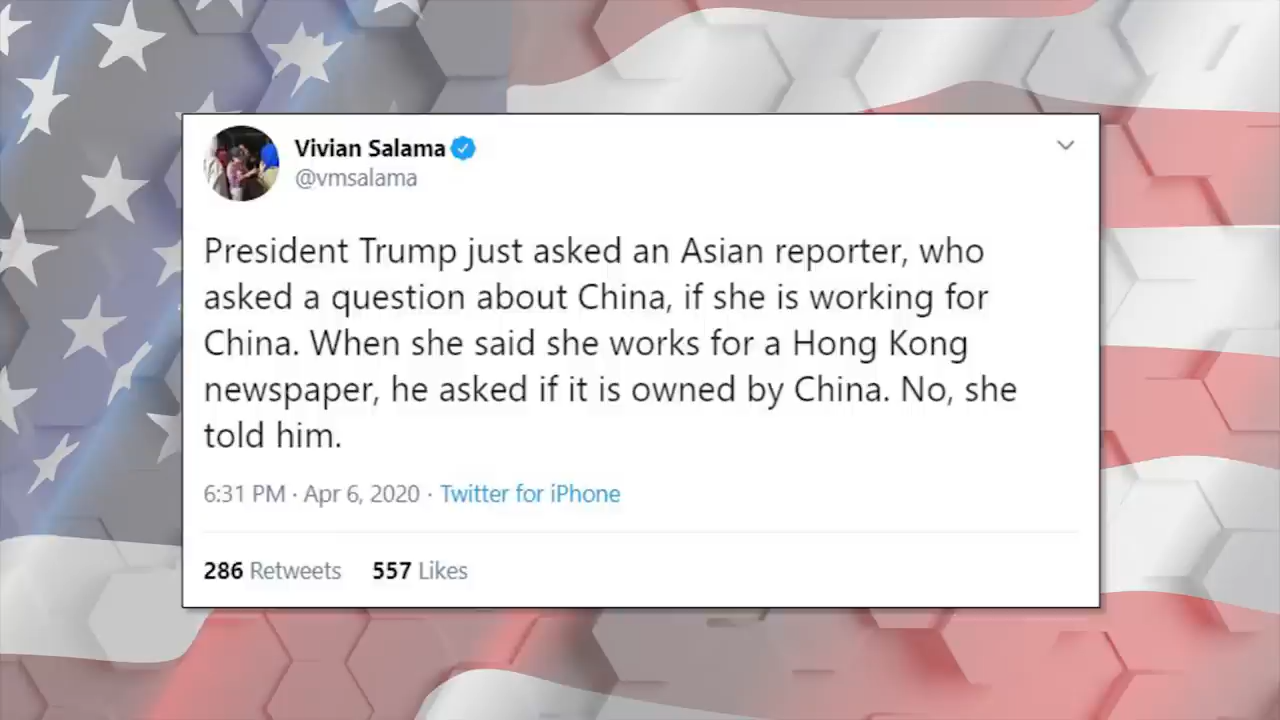 Vivian Salama
@vmsalama
President Trump just asked an Asian reporter, who
asked a question about China, if she is working for
China. When she said she works for a Hong Kong
newspaper, he asked if it is owned by China. No, she
told him.
6:31 PM · Apr 6, 2020 · Twitter for iPhone
286 Retweets 557 Likes